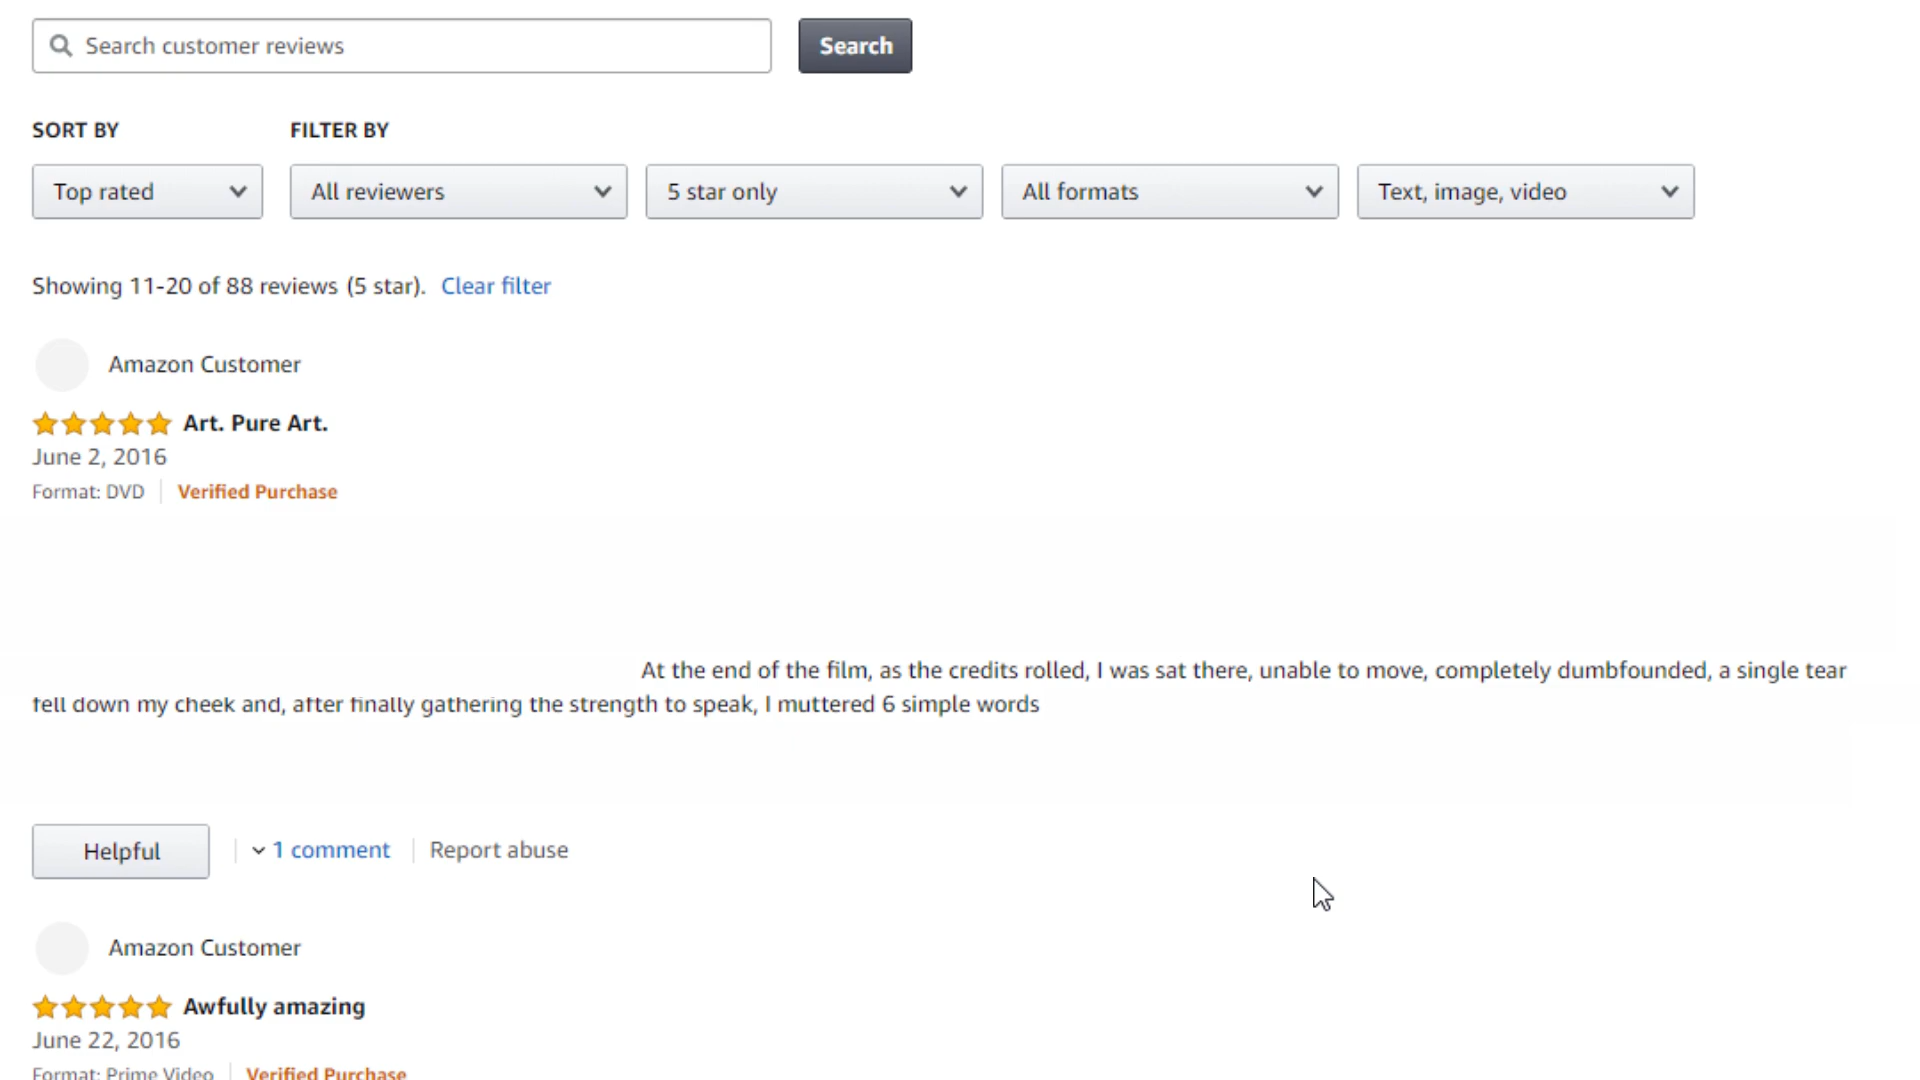 Search customer reviews
Search
SORT BY FILTER BY
Top rated All reviewers 5 star only All formats Text, image, video
Showing 11-20 of 88 reviews (5 star). Clear filter
Amazon Customer
Art. Pure Art.
June 2, 2016
Format: DVD Verified Purchase
At the end of the film, as the credits rolled, I was sat there, unable to move, completely dumbfounded, a single tear
fell down my cheek and, after finally gathering the strength to speak, I muttered 6 simple words
Helpful 1 comment Report abuse
Amazon Customer
Awfully amazing
June 22, 2016
Format: Prime Video Verified Purchase